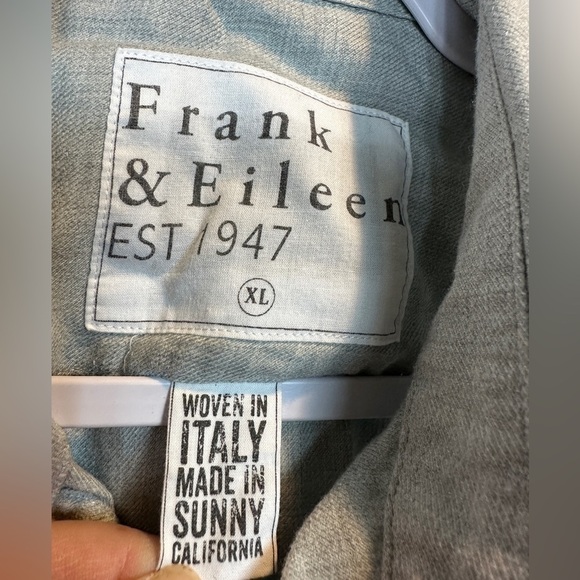 Frank
& Eileen
EST 1947
XL
WOVEN IN
ITALY
MADE IN
SUNNY
CALIFORNIA